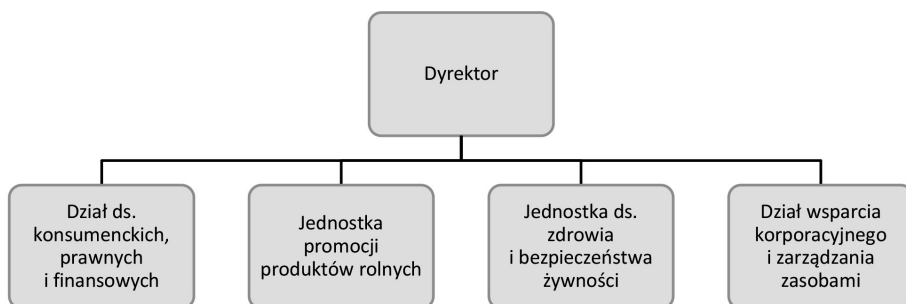 Dyrektor
Dział ds.
konsumenckich,
prawnych
i finansowych
Jednostka
promocji
produktów rolnych
Jednostka ds.
zdrowia
i bezpieczeństwa
żywności
Dział wsparcia
korporacyjnego
i zarządzania
zasobami